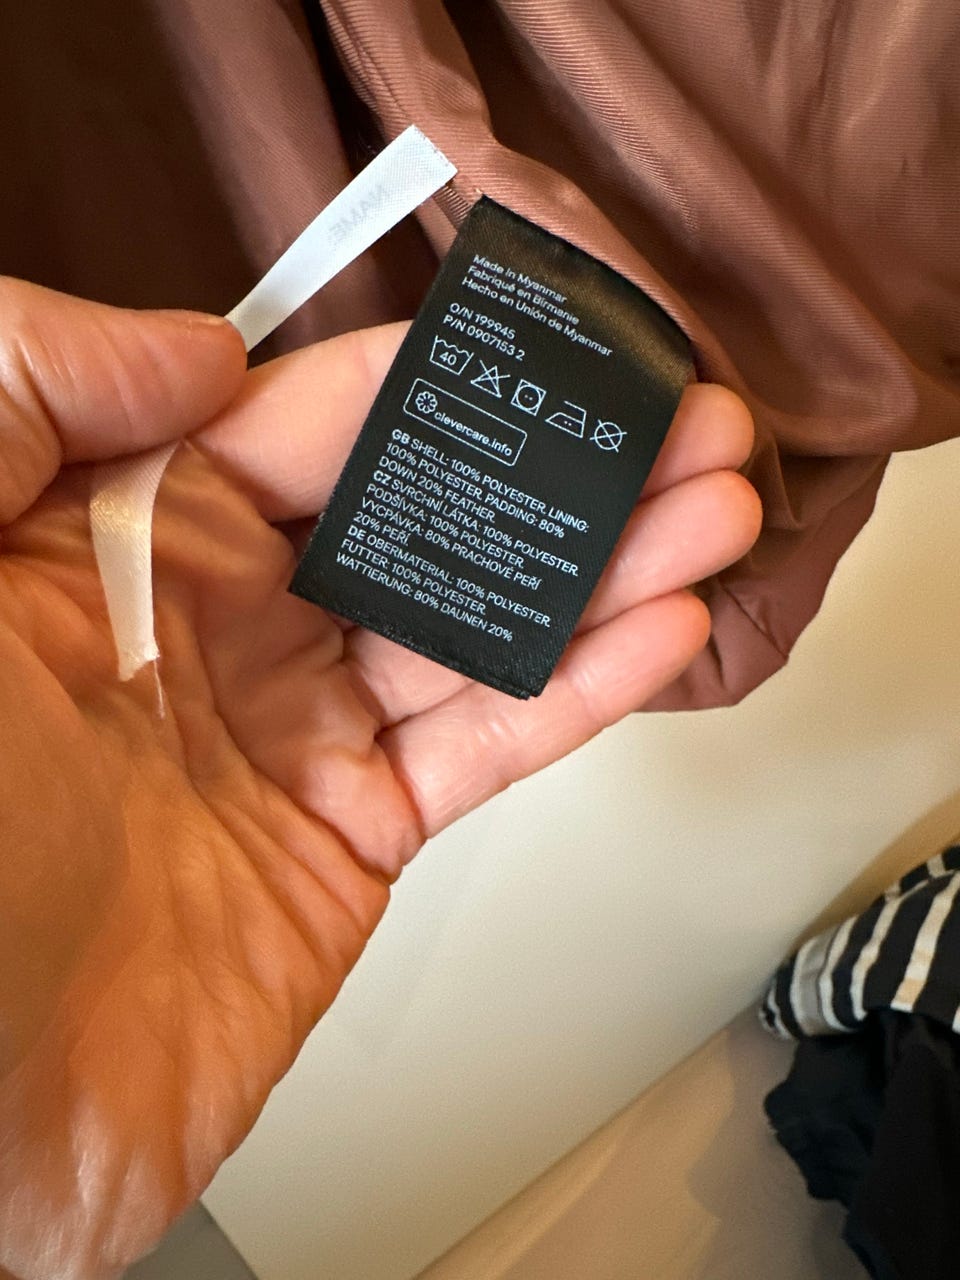 NAME:
Made in Myanmar
Fabriqué en Birmanie
Hecho en Unión de Myanmar
O/N 199945
P/N 0907153 2
40
clevercare.info
GB SHELL: 100% POLYESTER. LINING:
100% POLYESTER. PADDING: 80%
DOWN 20% FEATHER.
CZ SVRCHNÍ LÁTKA: 100% POLYESTER.
PODŠÍVKA: 100% POLYESTER.
VYCPÁVKA: 80% PRACHOVÉ PEŘÍ
20% PEŘÍ
DE OBERMATERIAL: 100% POLYESTER.
FUTTER: 100% POLYESTER.
WATTIERUNG: 80% DAUNEN 20%